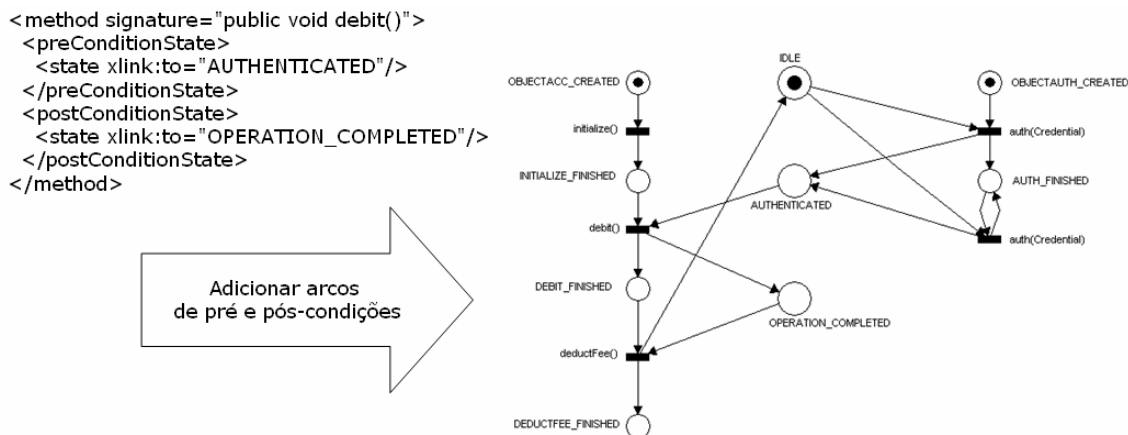 <method signature="public void debit()">
<preConditionState>
<state xlink:to="AUTHENTICATED"/>
</preConditionState>
<postConditionState>
<state xlink:to="OPERATION_COMPLETED"/>
</postConditionState>
</method>
Adicionar arcos
de pré e pós-condições
IDLE
OBJECTACC_CREATED
OBJECTAUTH_CREATED
initialize()
auth(Credential)
INITIALIZE_FINISHED
AUTH_FINISHED
AUTHENTICATED
debit()
auth(Credential)
DEBIT_FINISHED
OPERATION_COMPLETED
deductFee()
DEDUCTFEE_FINISHED